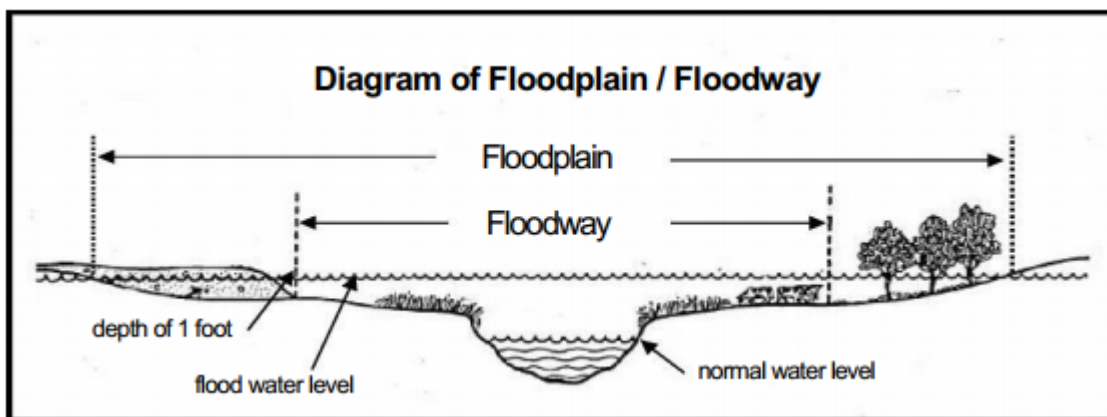 Diagram of Floodplain / Floodway
Floodplain
Floodway
depth of 1 foot
flood water level
normal water level